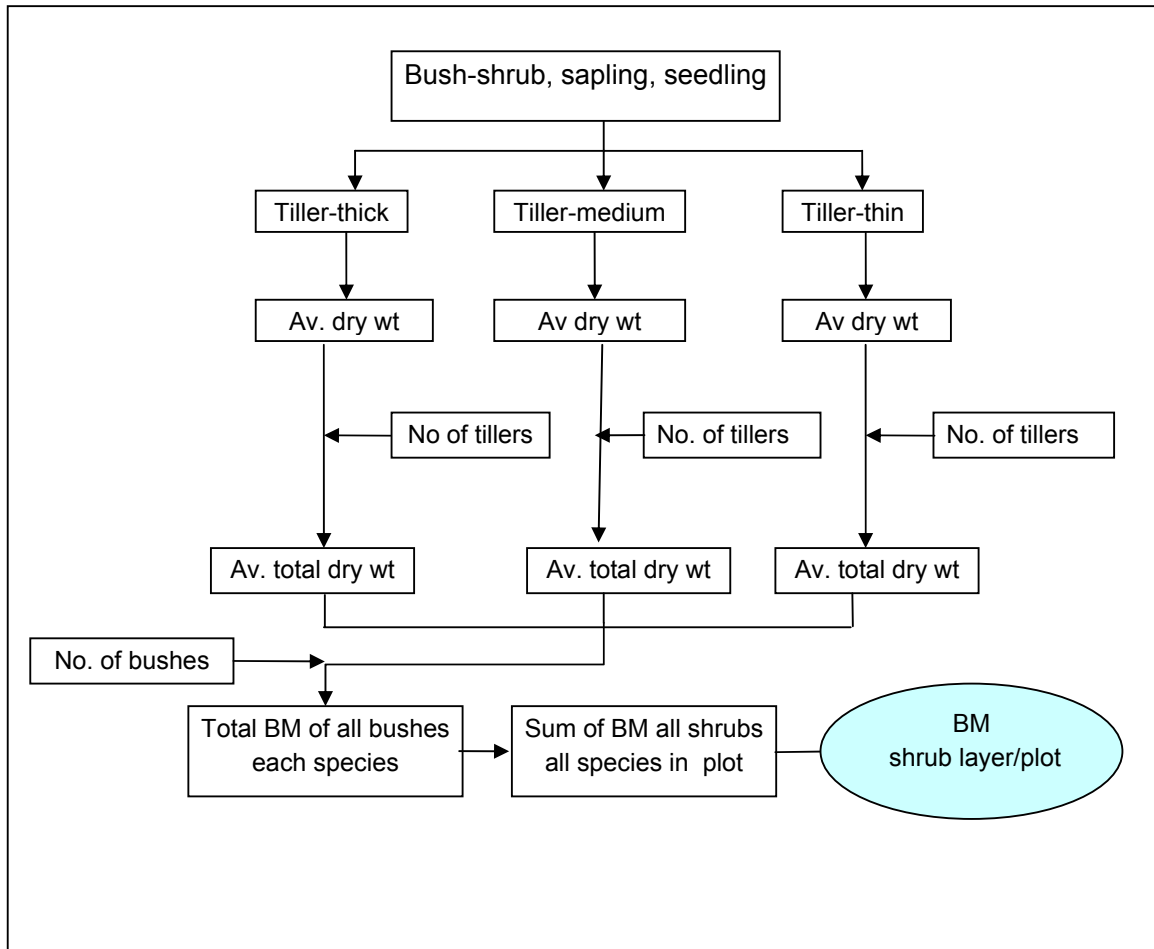 Bush-shrub, sapling, seedling
Tiller-thick
Tiller-medium
Tiller-thin
Av. dry wt
Av dry wt
Av dry wt
No of tillers
No. of tillers
No. of tillers
Av. total dry wt
Av. total dry wt
Av. total dry wt
No. of bushes
Total BM of all bushes
each species
Sum of BM all shrubs
all species in plot
BM
shrub layer/plot